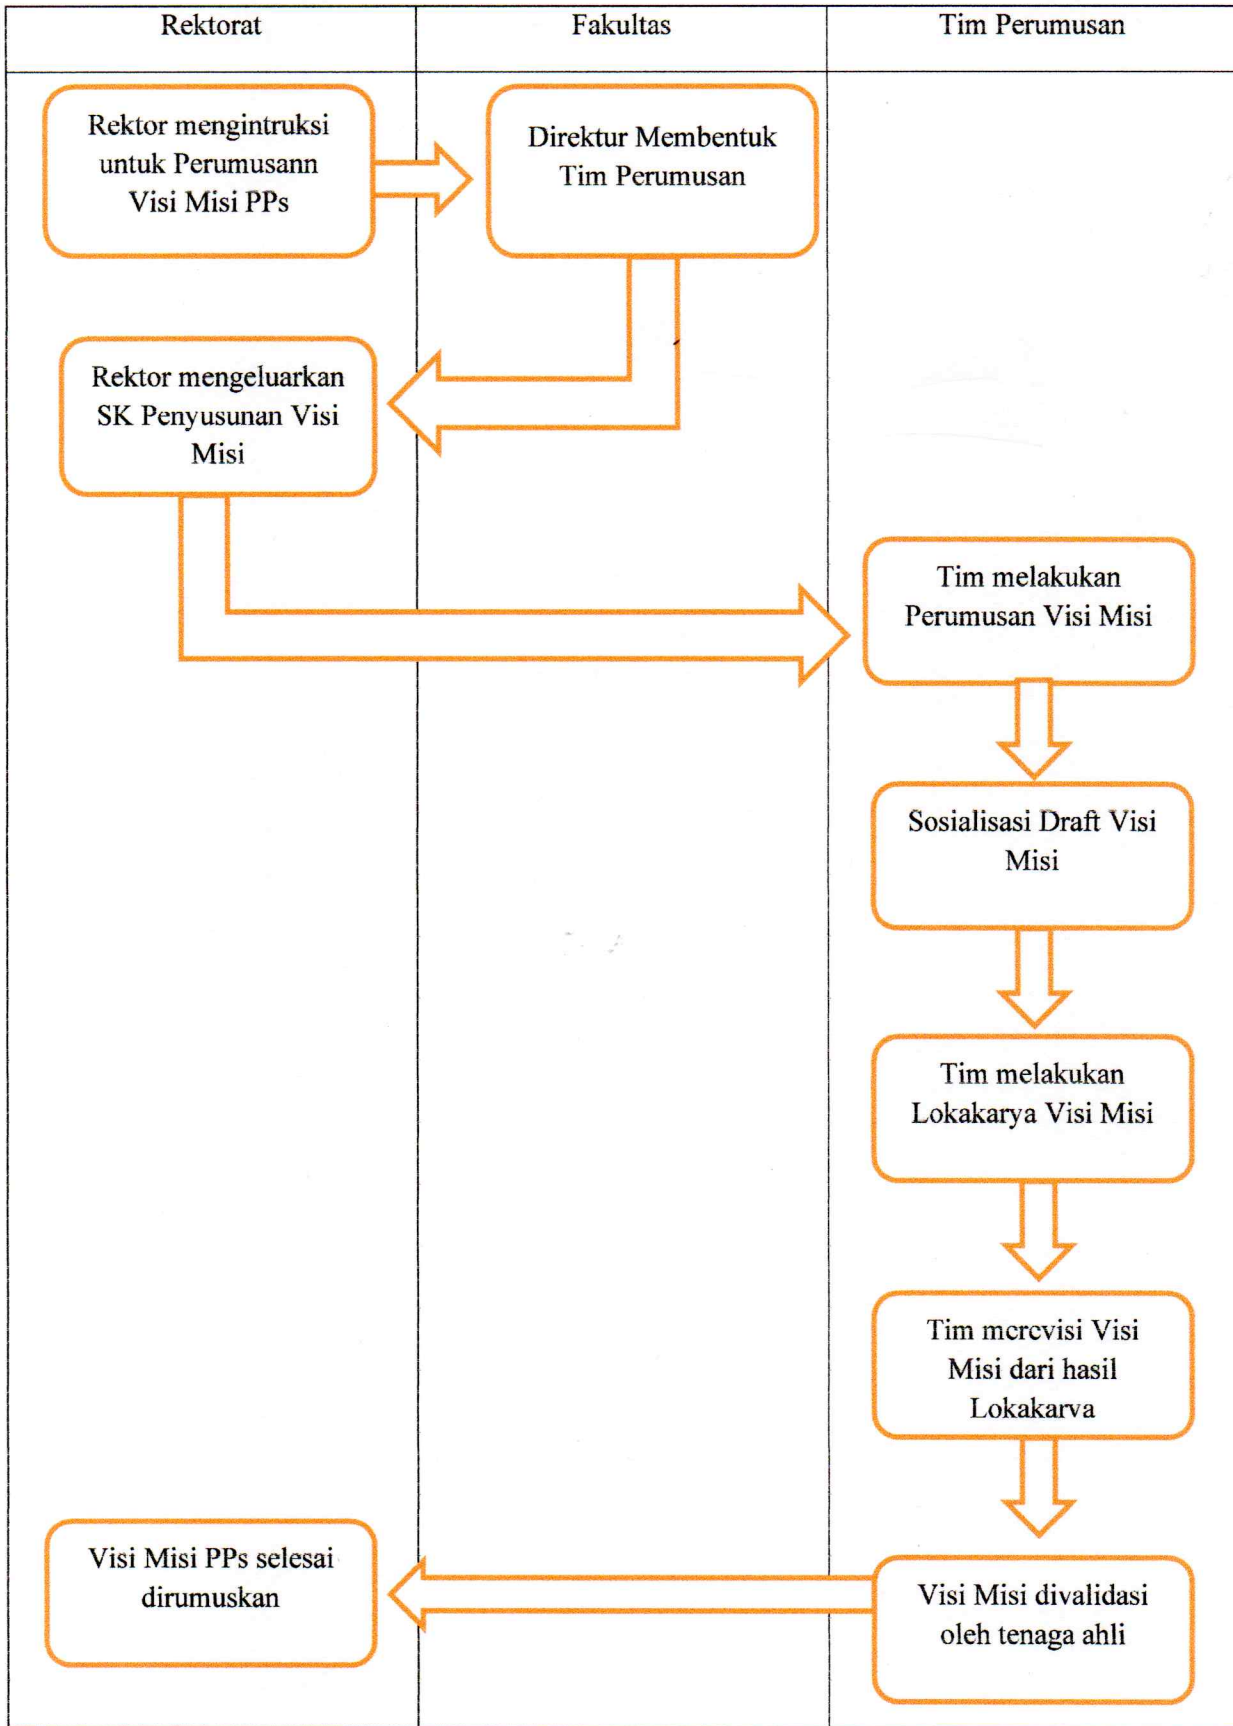 Rektorat
Fakultas
Tim Perumusan
Rektor mengintruksi
untuk Perumusann
Visi Misi PPs
Direktur Membentuk
Tim Perumusan
Rektor mengeluarkan
SK Penyusunan Visi
Misi
Tim melakukan
Perumusan Visi Misi
Sosialisasi Draft Visi
Misi
Tim melakukan
Lokakarya Visi Misi
Tim merevisi Visi
Misi dari hasil
Lokakarya
Visi Misi divalidasi
oleh tenaga ahli
Visi Misi PPs selesai
dirumuskan